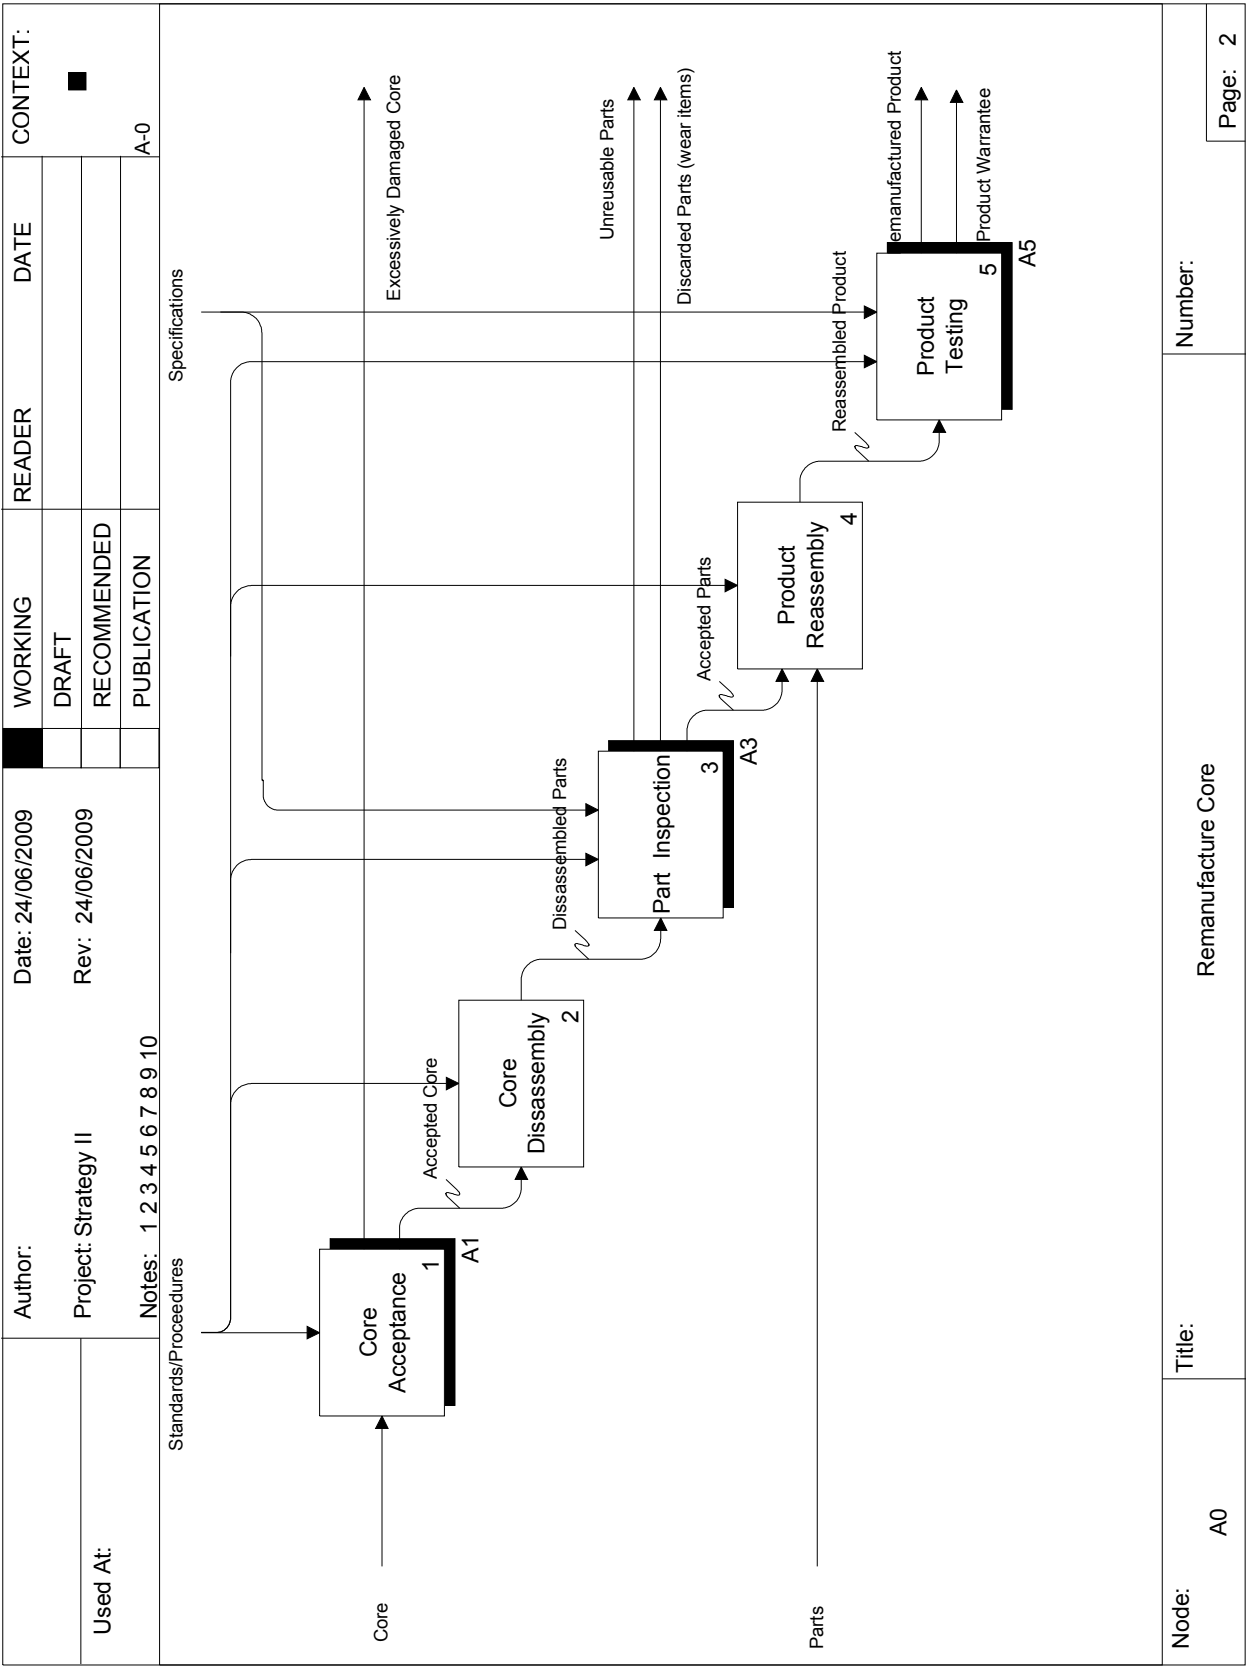 Used At:
Author:
Date: 24/06/2009
Project: Strategy II
Rev: 24/06/2009
Notes: 1 2 3 4 5 6 7 8 9 10
WORKING
DRAFT
RECOMMENDED
PUBLICATION
READER
DATE
CONTEXT:
A-0
Standards/Proceedures
Specifications
Core
Core
Acceptance
1
A1
Excessively Damaged Core
Accepted Core
Core
Disassembly
2
Dissassembled Parts
Part Inspection
3
A3
Unreusable Parts
Discarded Parts (wear items)
Accepted Parts
Parts
Product
Reassembly
4
Reassembled Product
Product
Testing
5
A5
emanufactured Product
Product Warrantee
Node:
A0
Title:
Remanufacture Core
Number:
Page: 2